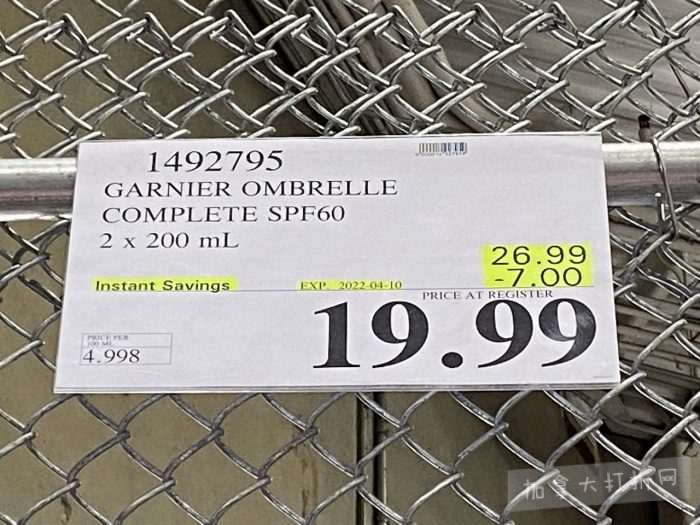 1492795
GARNIER OMBRELLE
COMPLETE SPF60
2 x 200 mL
26.99
Instant Savings EXP. 2022-04-10 -7.00
PRICE AT REGISTER
19.99
PRICE PER
100 ML
4.998
加拿大打折网